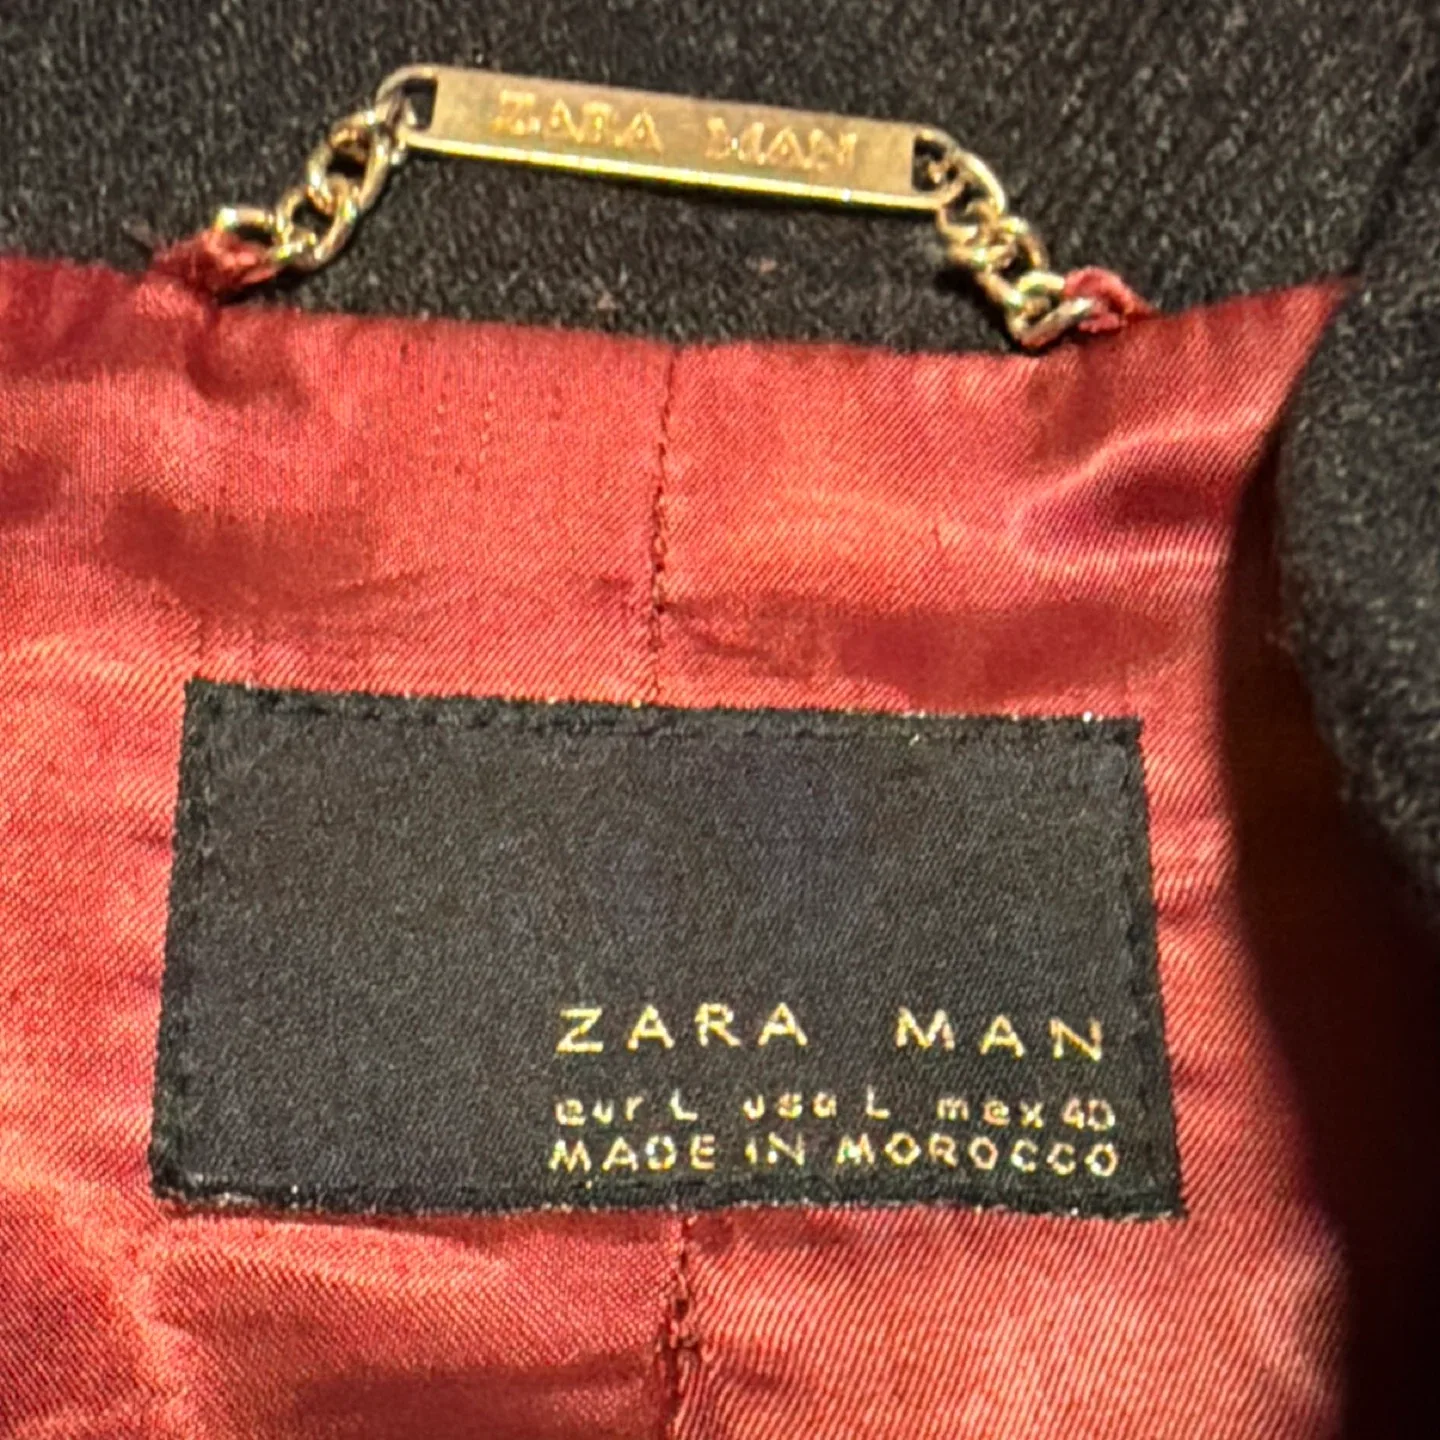 ZARA MAN
ZARA MAN
eur L usa L mex 40
MADE IN MOROCCO